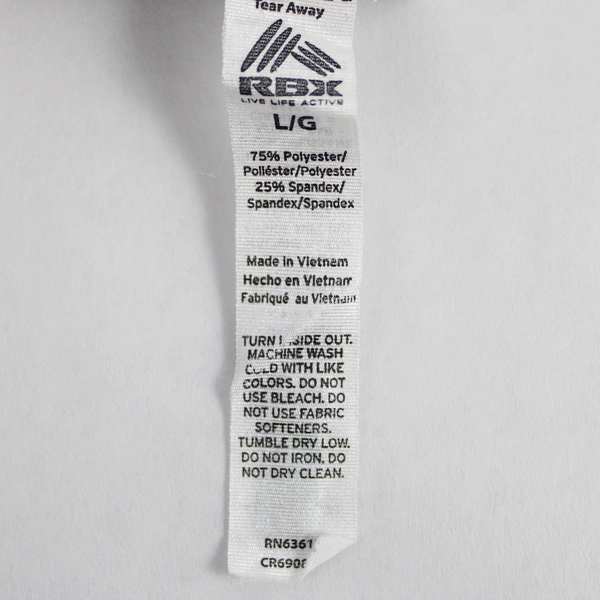 Tear Away
RBX
LIVE LIFE ACTIVE
L/G
75% Polyester/
Poliéster/Polyester
25% Spandex/
Spandex/Spandex
Made in Vietnam
Hecho en Vietnam
Fabriqué au Vietnam
TURN INSIDE OUT.
MACHINE WASH
COLD WITH LIKE
COLORS. DO NOT
USE BLEACH. DO
NOT USE FABRIC
SOFTENERS.
TUMBLE DRY LOW.
DO NOT IRON, DO
NOT DRY CLEAN.